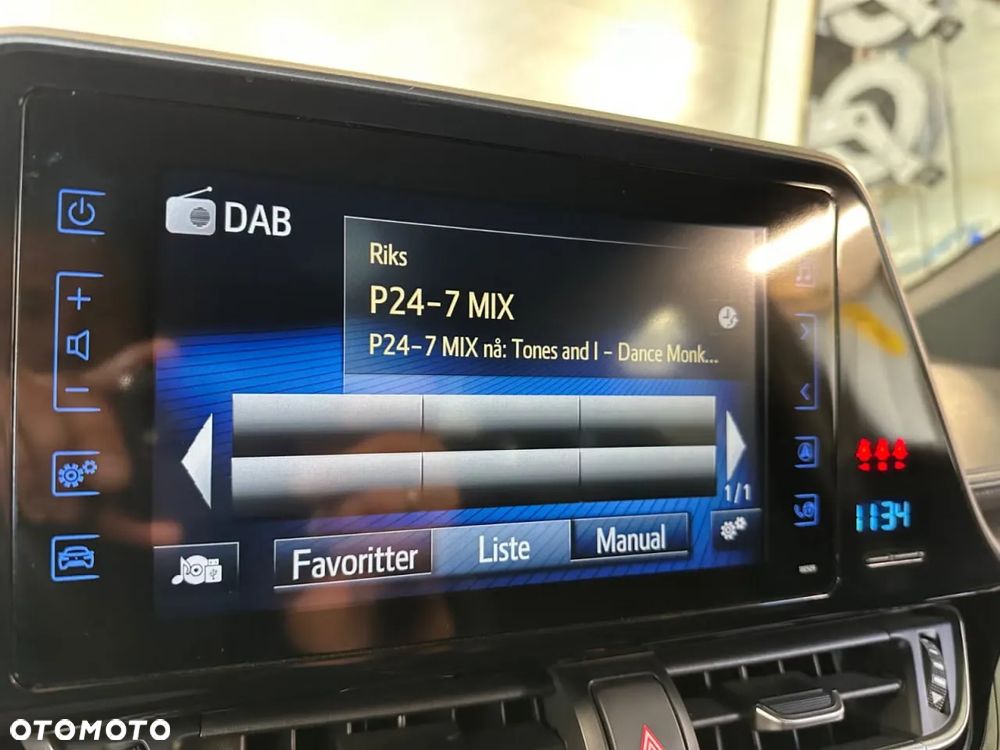 DAB
Riks
P24-7 MIX
P24-7 MIX nå: Tones and I - Dance Monk...
1/1
Favoritter
Liste
Manual
1134
OTOMOTO